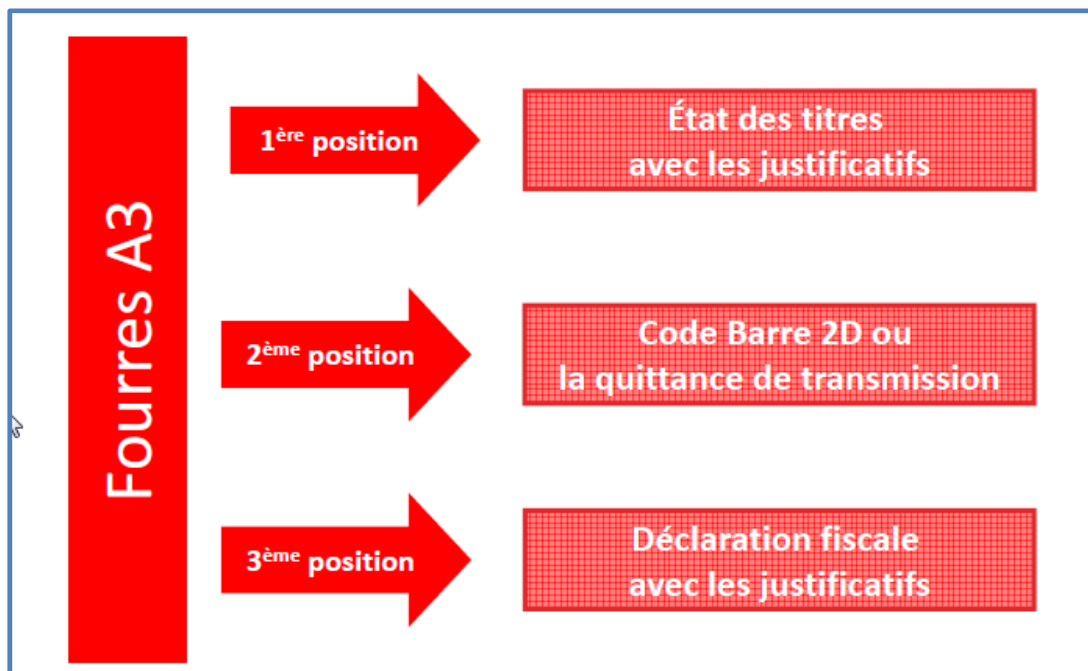 Fourres A3
1ère position
État des titres
avec les justificatifs
2ème position
Code Barre 2D ou
la quittance de transmission
3ème position
Déclaration fiscale
avec les justificatifs